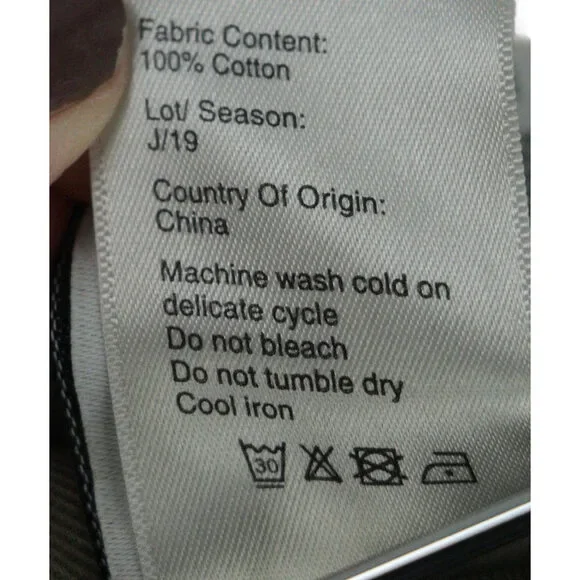 Fabric Content:
100% Cotton
Lot/ Season:
J/19
Country Of Origin:
China
Machine wash cold on
delicate cycle
Do not bleach
Do not tumble dry
Cool iron
30